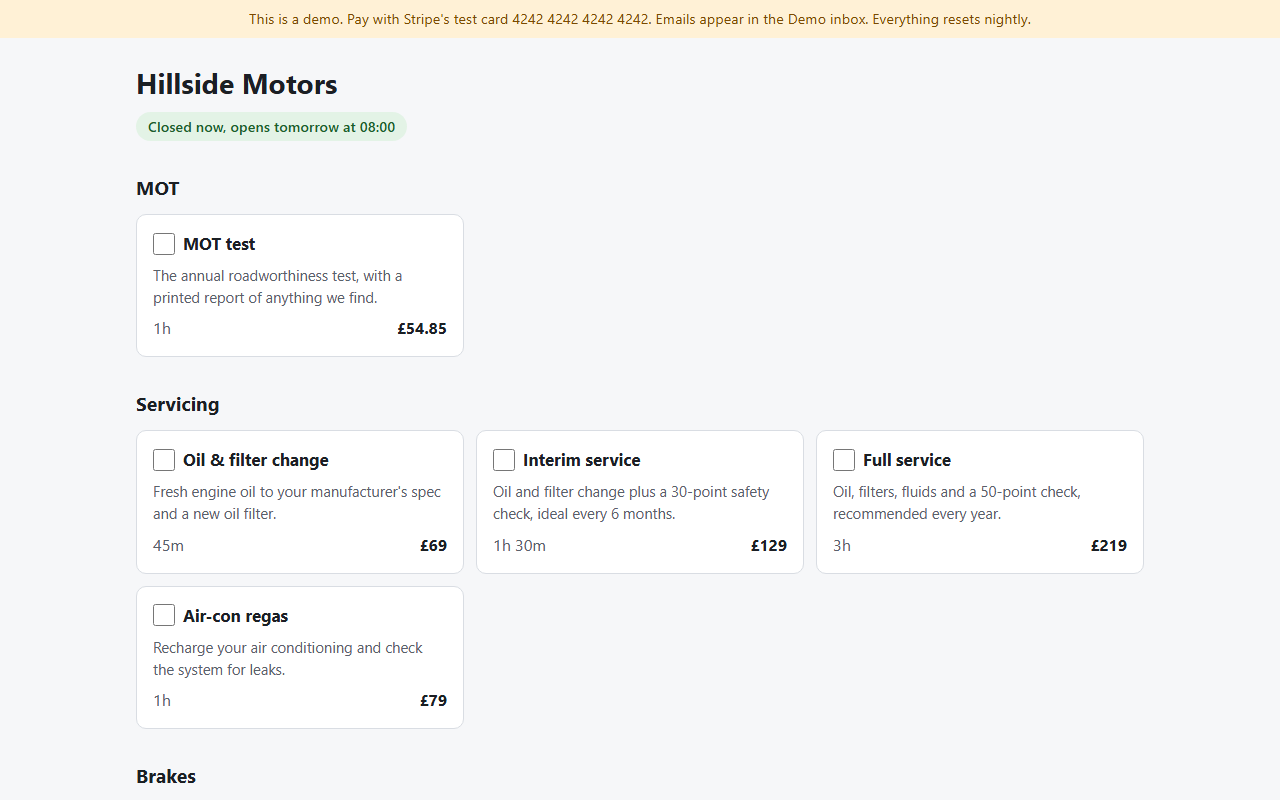 This is a demo. Pay with Stripe's test card 4242 4242 4242 4242. Emails appear in the Demo inbox. Everything resets nightly.
Hillside Motors
Closed now, opens tomorrow at 08:00
MOT
MOT test
The annual roadworthiness test, with a
printed report of anything we find.
1h £54.85
Servicing
Oil & filter change
Fresh engine oil to your manufacturer's spec
and a new oil filter.
45m £69
Interim service
Oil and filter change plus a 30-point safety
check, ideal every 6 months.
1h 30m £129
Full service
Oil, filters, fluids and a 50-point check,
recommended every year.
3h £219
Air-con regas
Recharge your air conditioning and check
the system for leaks.
1h £79
Brakes